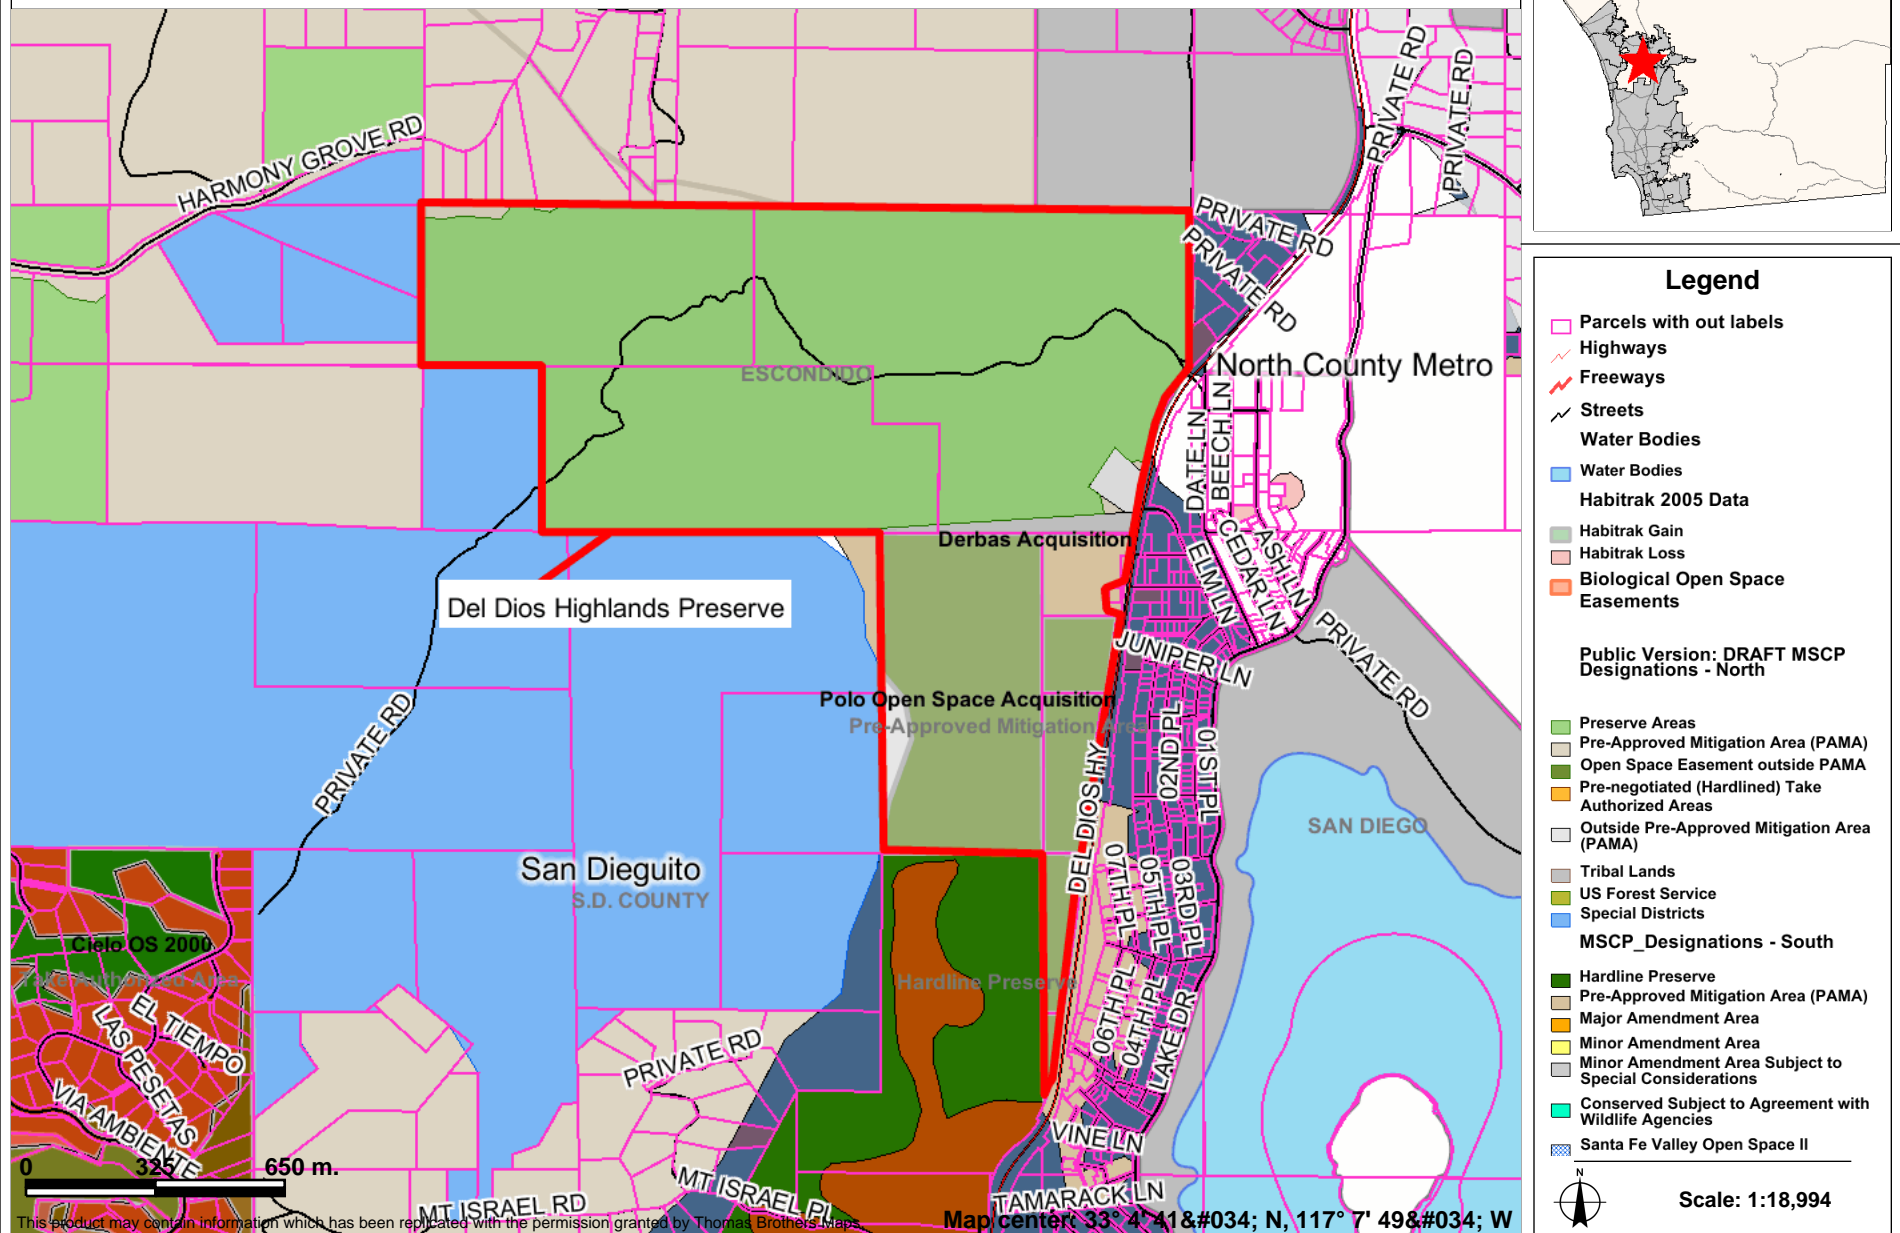 HARMONY GROVE RD
PRIVATE RD
PRIVATE RD
PRIVATE RD
PRIVATE RD
North County Metro
ESCONDIDO
DATE LN
BEECH LN
Derbas Acquisition
ELM LN
CEDAR LN
ASH LN
Del Dios Highlands Preserve
JUNIPER LN
PRIVATE RD
Polo Open Space Acquisition
Pre-Approved Mitigation Area
PRIVATE RD
DEL DIOS HY
02ND PL
01ST PL
SAN DIEGO
San Dieguito
S.D. COUNTY
07TH PL
05TH PL
03RD PL
Cielo OS 2000
Take Authorized Area
Hardline Preserve
EL TIEMPO
LAS PESETAS
VIA AMBIENTE
PRIVATE RD
06TH PL
04TH PL
LAKE DR
VINE LN
MT ISRAEL PL
MT ISRAEL RD
TAMARACK LN
0 325 650 m.
This product may contain information which has been replicated with the permission granted by Thomas Brothers Maps.
Map center: 33° 4' 41&#034; N, 117° 7' 49&#034; W
Legend
Parcels with out labels
Highways
Freeways
Streets
Water Bodies
Water Bodies
Habitrak 2005 Data
Habitrak Gain
Habitrak Loss
Biological Open Space
Easements
Public Version: DRAFT MSCP
Designations - North
Preserve Areas
Pre-Approved Mitigation Area (PAMA)
Open Space Easement outside PAMA
Pre-negotiated (Hardlined) Take
Authorized Areas
Outside Pre-Approved Mitigation Area
(PAMA)
Tribal Lands
US Forest Service
Special Districts
MSCP_Designations - South
Hardline Preserve
Pre-Approved Mitigation Area (PAMA)
Major Amendment Area
Minor Amendment Area
Minor Amendment Area Subject to
Special Considerations
Conserved Subject to Agreement with
Wildlife Agencies
Santa Fe Valley Open Space II
N
Scale: 1:18,994